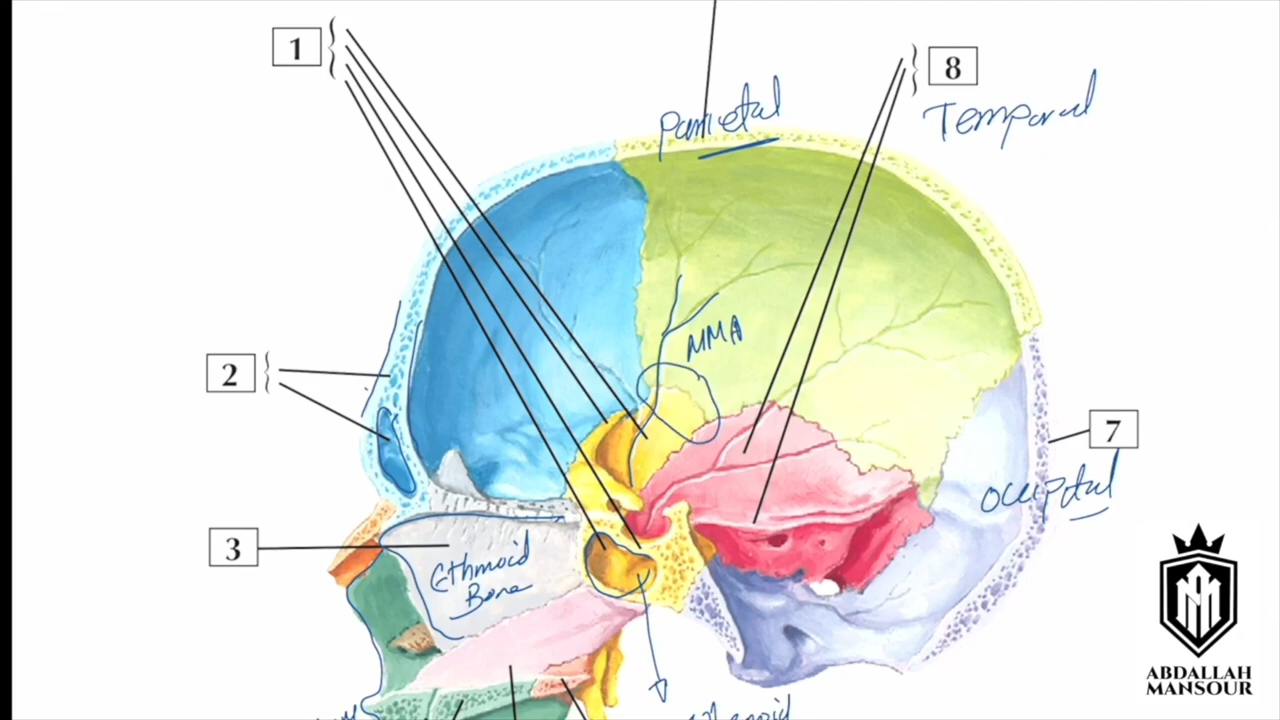 1
8
Parietal
Temporal
MMA
2
7
Occipital
3
Ethmoid
Bone
ABDALLAH
MANSOUR